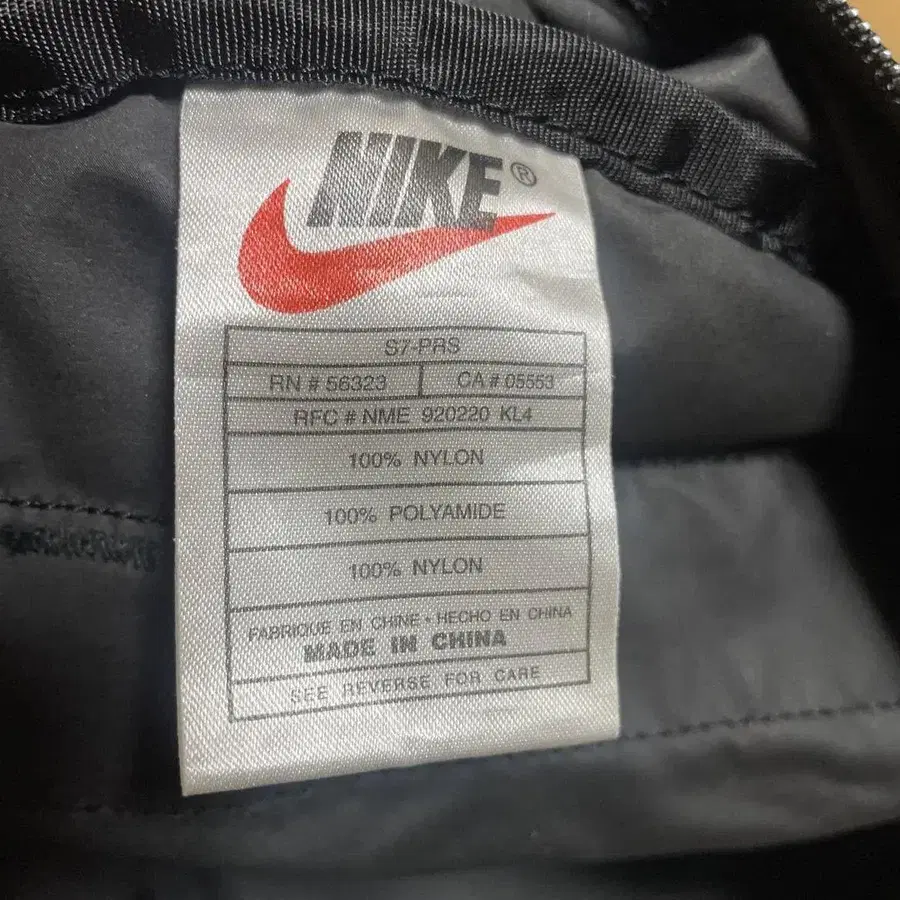 NIKE®
S7-PRS
RN # 56323 CA # 05553
RFC # NME 920220 KL4
100% NYLON
100% POLYAMIDE
100% NYLON
FABRIQUE EN CHINE • HECHO EN CHINA
MADE IN CHINA
SEE REVERSE FOR CARE